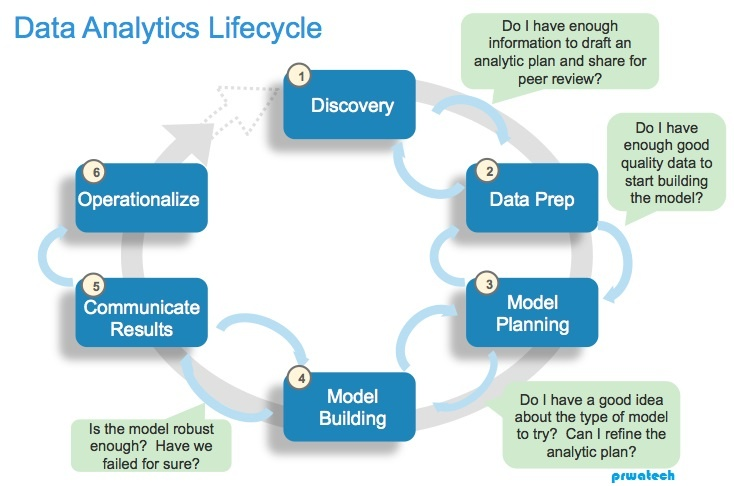 Data Analytics Lifecycle
Do I have enough
information to draft an
analytic plan and share for
peer review?
1
Discovery
Do I have
enough good
quality data to
start building
the model?
2
Data Prep
6
Operationalize
3
Model
Planning
5
Communicate
Results
4
Model
Building
Do I have a good idea
about the type of model
to try? Can I refine the
analytic plan?
Is the model robust
enough? Have we
failed for sure?
prwatech